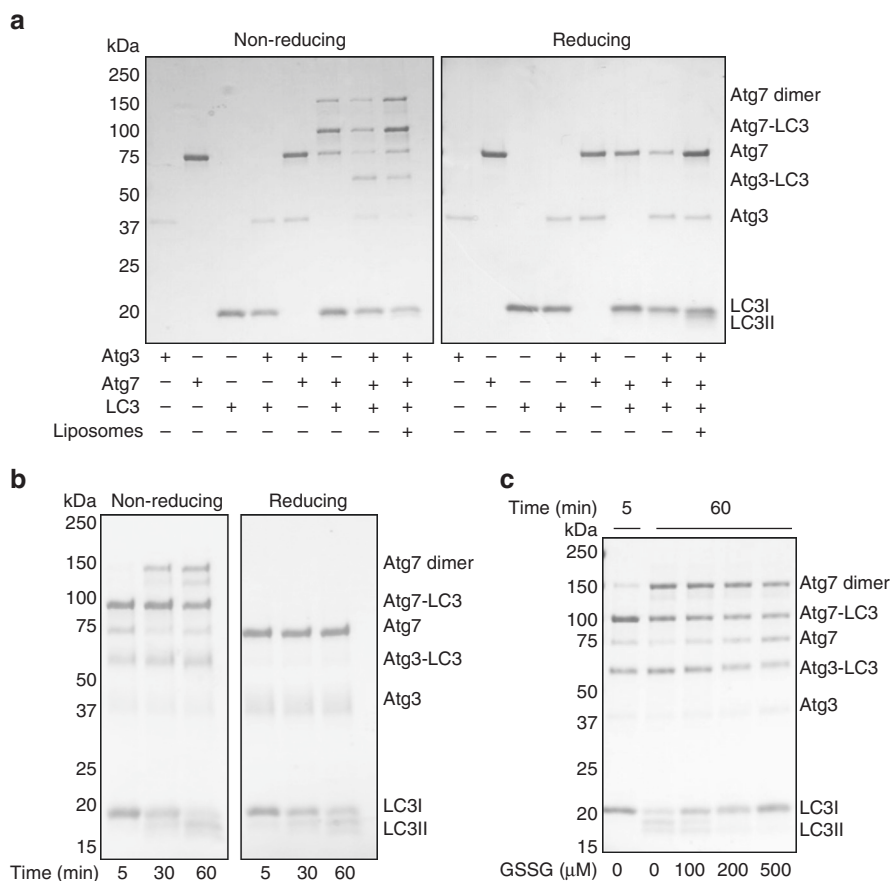 a
kDa Non-reducing Reducing
250
150 Atg7 dimer
100 Atg7-LC3
75 Atg7
50 Atg3-LC3
37 Atg3
25
20 LC3I
LC3II
Atg3 + – – + + – + + + – – + + – + +
Atg7 – + – – + + + + – + – – + + + +
LC3 – – + + – + + + – – + + – + + +
Liposomes – – – – – – – + – – – – – – – +
b
kDa Non-reducing Reducing
250
150 Atg7 dimer
100 Atg7-LC3
75 Atg7
Atg3-LC3
50
37 Atg3
25
20 LC3I
LC3II
15
Time (min) 5 30 60 5 30 60
c
Time (min) 5 60
kDa
250
150 Atg7 dimer
100 Atg7-LC3
75 Atg7
Atg3-LC3
50
37 Atg3
25
20 LC3I
LC3II
15
GSSG (μM) 0 0 100 200 500